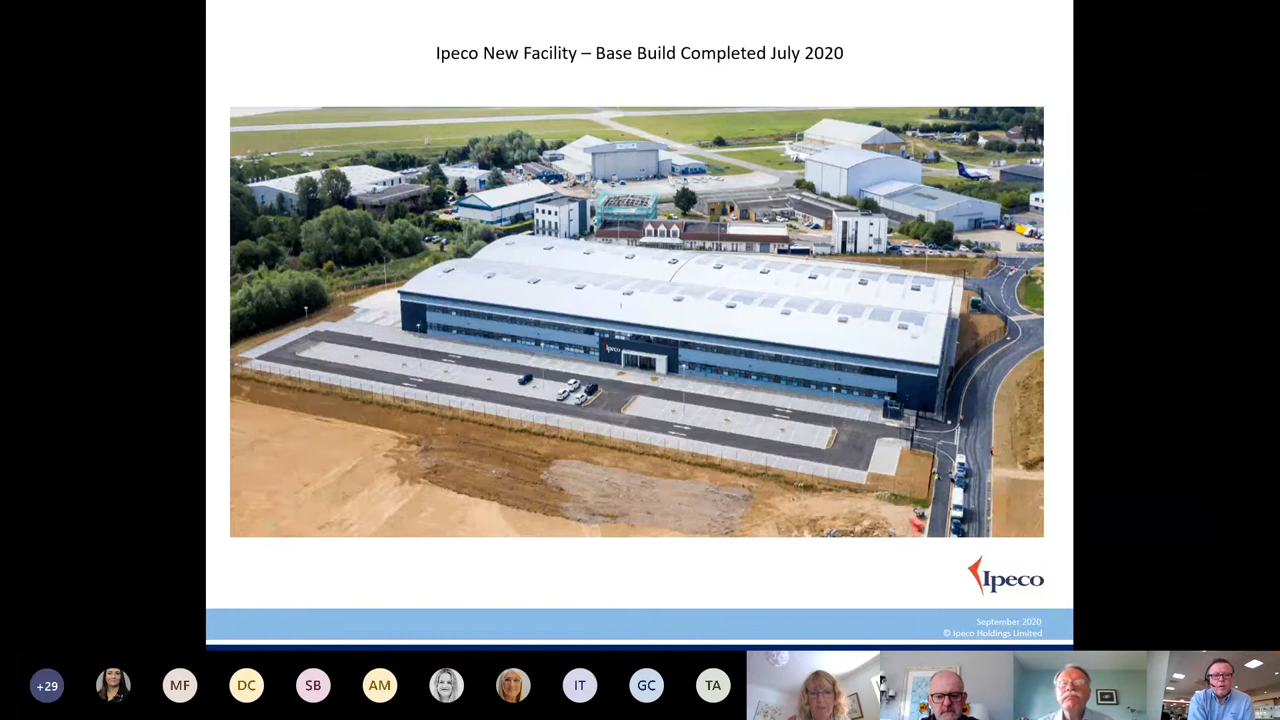 Ipeco New Facility – Base Build Completed July 2020
Ipeco
Ipeco
September 2020
© Ipeco Holdings Limited
+29
MF
DC
SB
AM
IT
GC
TA